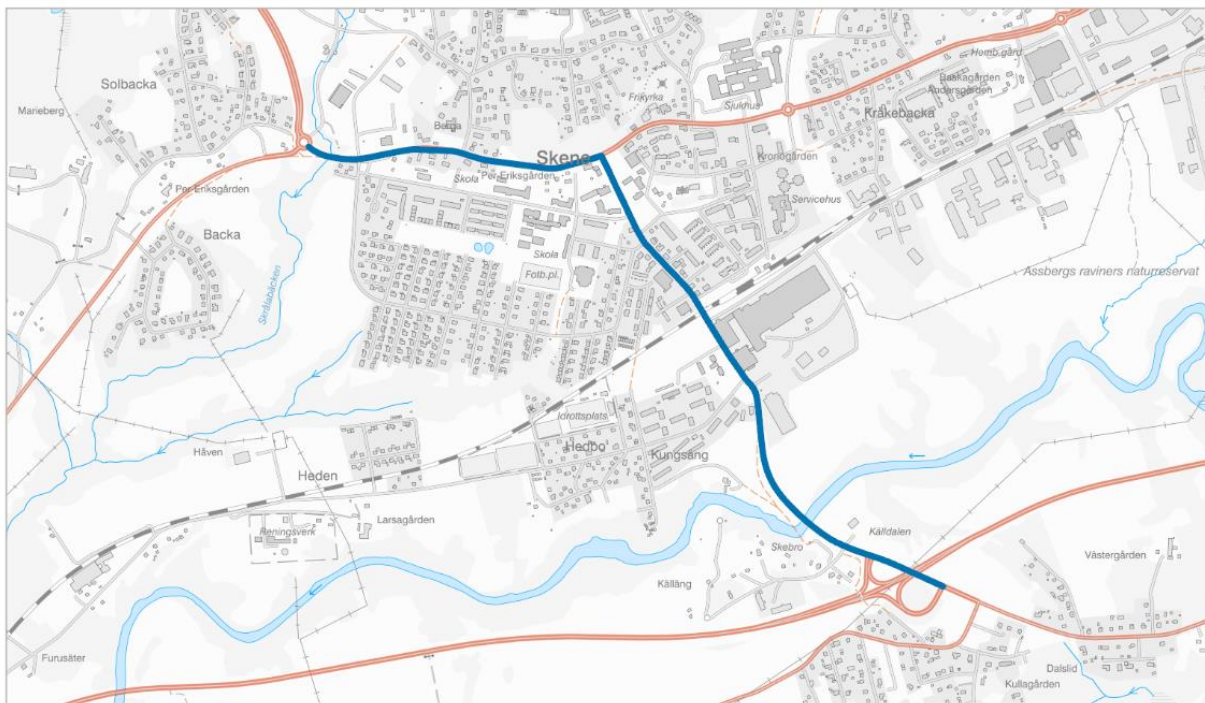 Solbacka
Marieberg
Berga
Frikyrka
Sjukhus
Homb.gård
Baskagården
Andersgården
Kråkebacka
Skene
Per-Eriksgården
Skola
Kronogården
Servicehus
Per-Eriksgården
Backa
Skola
Fotb.pl.
Skrålabäcken
Assbergs raviners naturreservat
Idrottsplats
Hedbo
Kungsäng
Håven
Heden
Larsagården
Reningsverk
Skebro
Källdalen
Källäng
Västergården
Furusäter
Dalslid
Kullagården